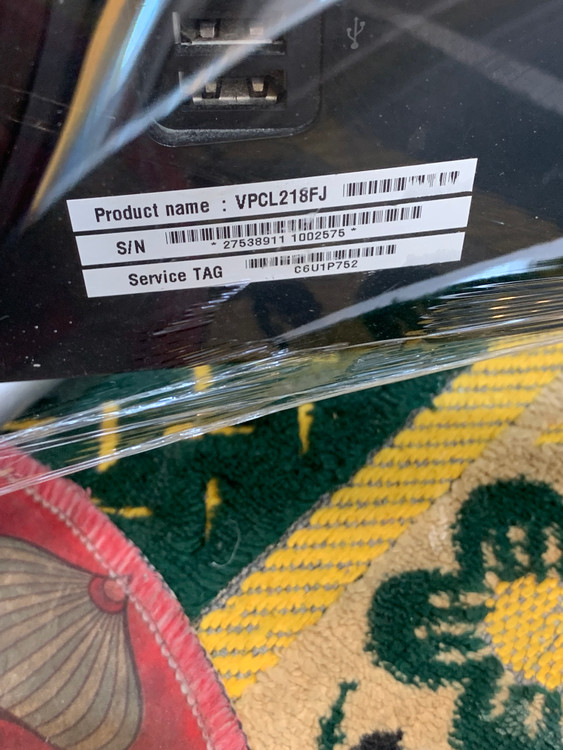 Product name : VPCL218FJ
S/N * 27538911 1002575 *
Service TAG C6U1P752